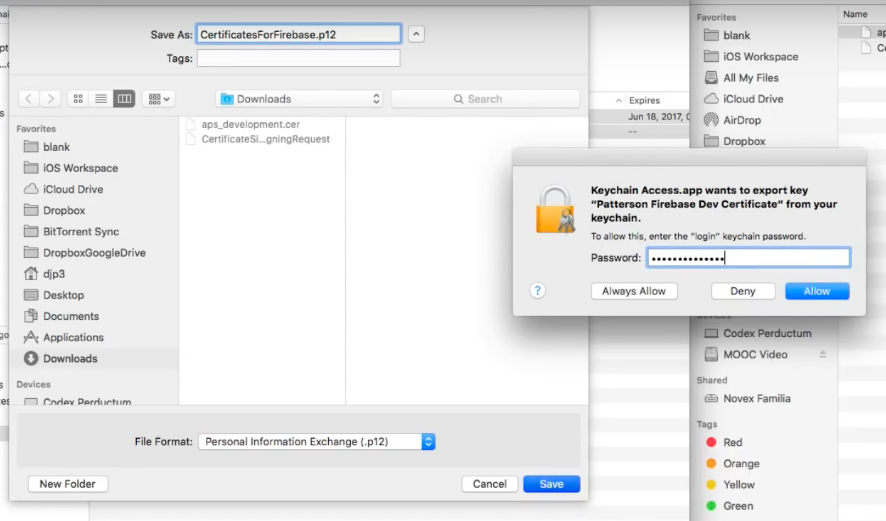 Save As: CertificatesForFirebase.p12
Tags:
Downloads
Search
Favorites
blank
iOS Workspace
iCloud Drive
Dropbox
BitTorrent Sync
DropboxGoogleDrive
djp3
Desktop
Documents
Applications
Downloads
Devices
Codex Perductum
aps_development.cer
CertificateSi...gningRequest
File Format: Personal Information Exchange (.p12)
New Folder
Cancel
Save
Expires
Jun 18, 2017,
--
Keychain Access.app wants to export key
“Patterson Firebase Dev Certificate” from your
keychain.
To allow this, enter the “login” keychain password.
Password: ••••••••••••••
?
Always Allow
Deny
Allow
Favorites
blank
iOS Workspace
All My Files
iCloud Drive
AirDrop
Dropbox
Devices
Codex Perductum
MOOC Video
Shared
Novex Familia
Tags
Red
Orange
Yellow
Green
Name